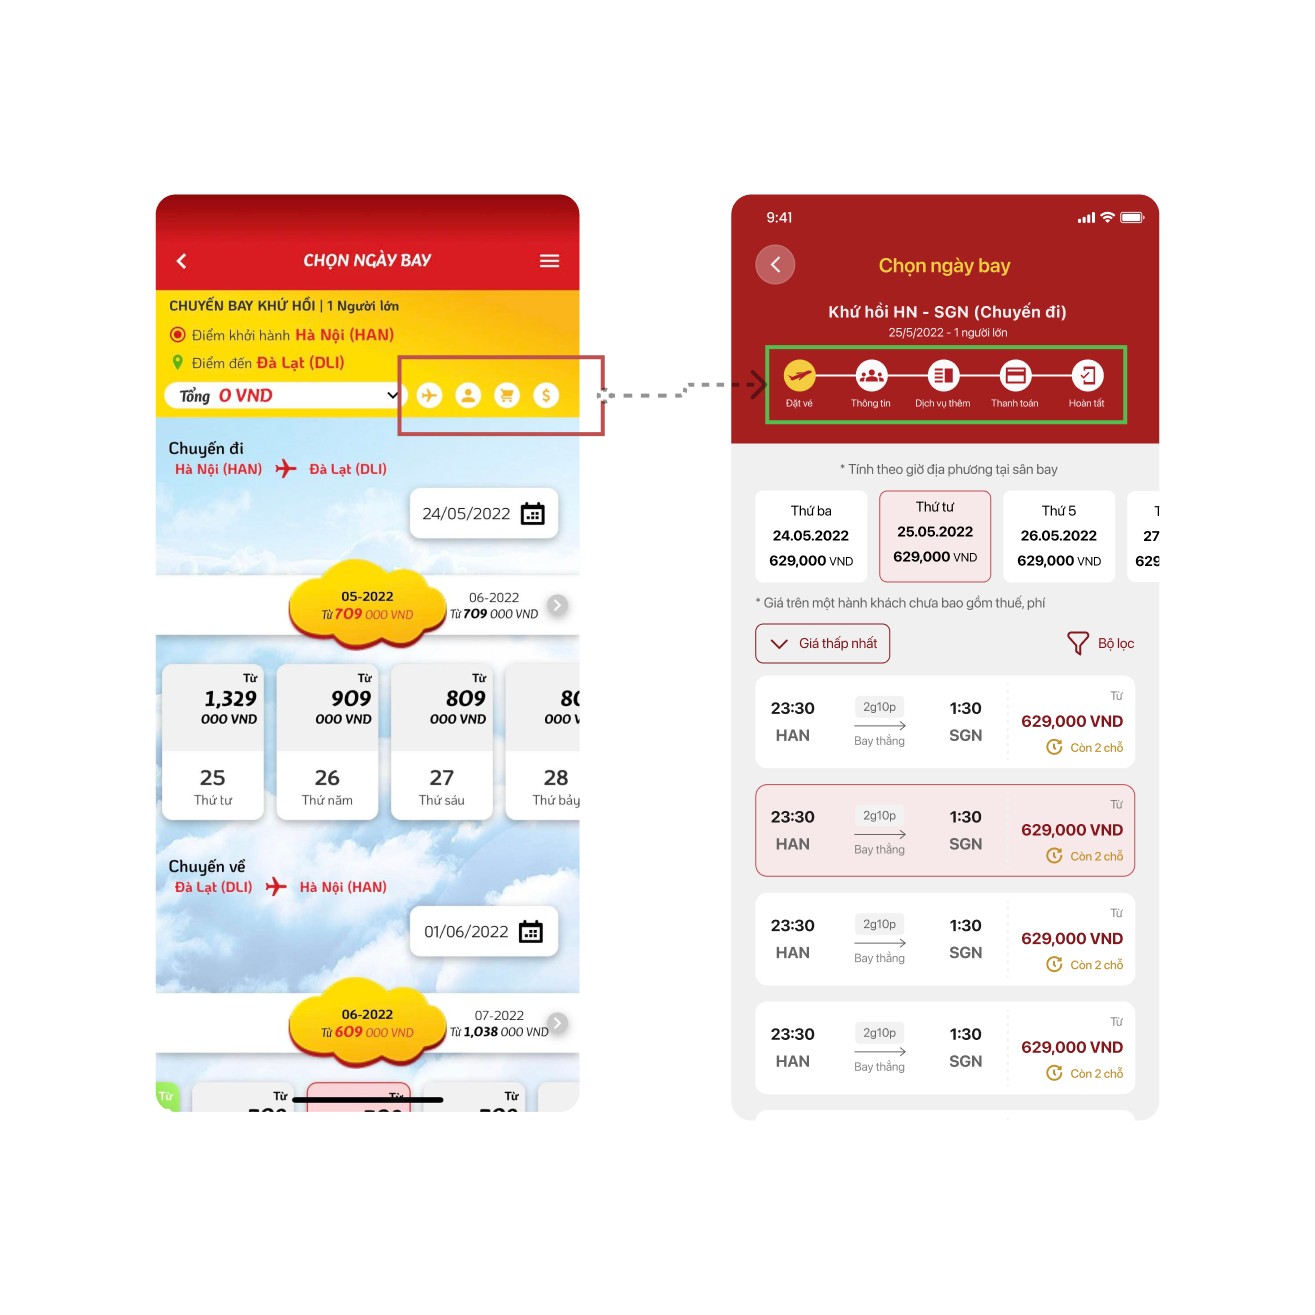 CHỌN NGÀY BAY
CHUYẾN BAY KHỨ HỒI | 1 Người lớn
Điểm khởi hành Hà Nội (HAN)
Điểm đến Đà Lạt (DLI)
Tổng 0 VND
Chuyến đi
Hà Nội (HAN) Đà Lạt (DLI)
24/05/2022
05-2022
Từ 709 000 VND
06-2022
Từ 709 000 VND
Từ
1,329
000 VND
25
Thứ tư
Từ
909
000 VND
26
Thứ năm
Từ
809
000 VND
27
Thứ sáu
28
Thứ bảy
Chuyến về
Đà Lạt (DLI) Hà Nội (HAN)
01/06/2022
06-2022
Từ 609 000 VND
07-2022
Từ 1,038 000 VND
Từ
Từ
Từ
Từ
9:41
Chọn ngày bay
Khứ hồi HN - SGN (Chuyến đi)
25/5/2022 - 1 người lớn
Đặt vé
Thông tin
Dịch vụ thêm
Thanh toán
Hoàn tất
* Tính theo giờ địa phương tại sân bay
Thứ ba
24.05.2022
629,000 VND
Thứ tư
25.05.2022
629,000 VND
Thứ 5
26.05.2022
629,000 VND
27
629
* Giá trên một hành khách chưa bao gồm thuế, phí
Giá thấp nhất
Bộ lọc
23:30
HAN
2g10p
Bay thẳng
1:30
SGN
Từ
629,000 VND
Còn 2 chỗ
23:30
HAN
2g10p
Bay thẳng
1:30
SGN
Từ
629,000 VND
Còn 2 chỗ
23:30
HAN
2g10p
Bay thẳng
1:30
SGN
Từ
629,000 VND
Còn 2 chỗ
23:30
HAN
2g10p
Bay thẳng
1:30
SGN
Từ
629,000 VND
Còn 2 chỗ